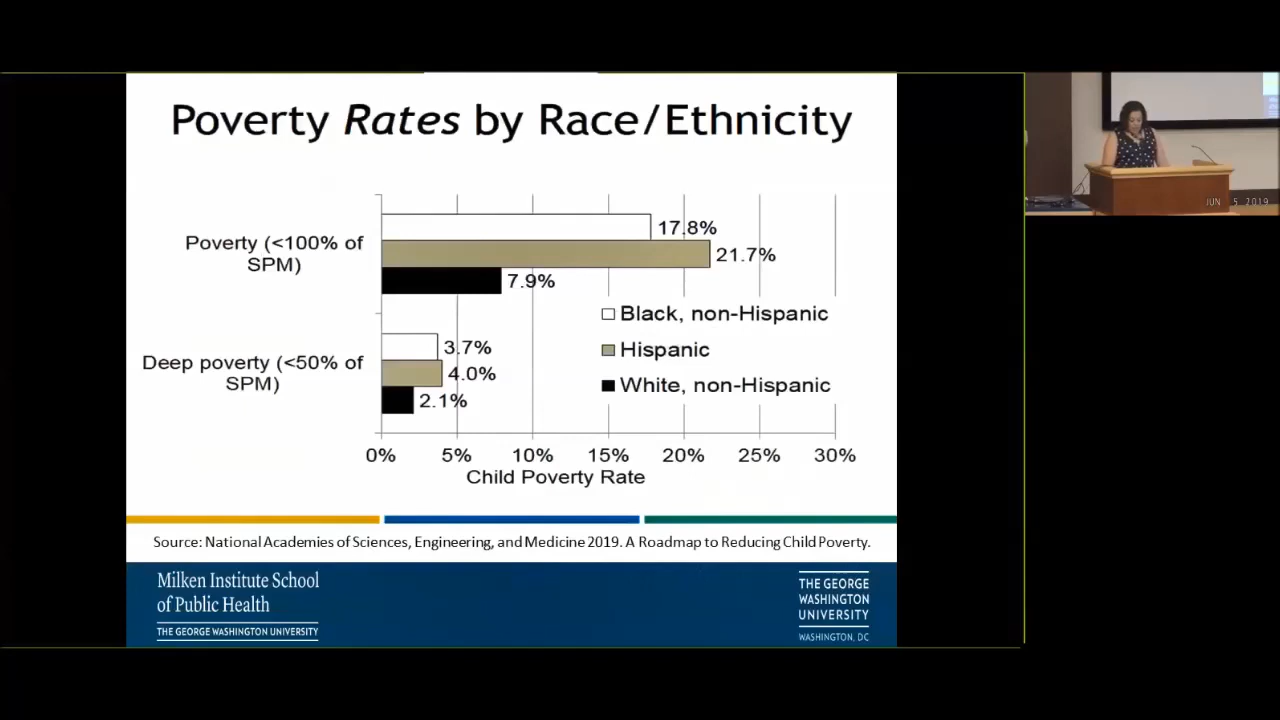 Poverty Rates by Race/Ethnicity
Poverty (<100% of
SPM)
17.8%
21.7%
7.9%
Black, non-Hispanic
Hispanic
White, non-Hispanic
Deep poverty (<50% of
SPM)
3.7%
4.0%
2.1%
0% 5% 10% 15% 20% 25% 30%
Child Poverty Rate
Source: National Academies of Sciences, Engineering, and Medicine 2019. A Roadmap to Reducing Child Poverty.
Milken Institute School
of Public Health
THE GEORGE WASHINGTON UNIVERSITY
THE GEORGE
WASHINGTON
UNIVERSITY
WASHINGTON, DC
JUN 5 2019